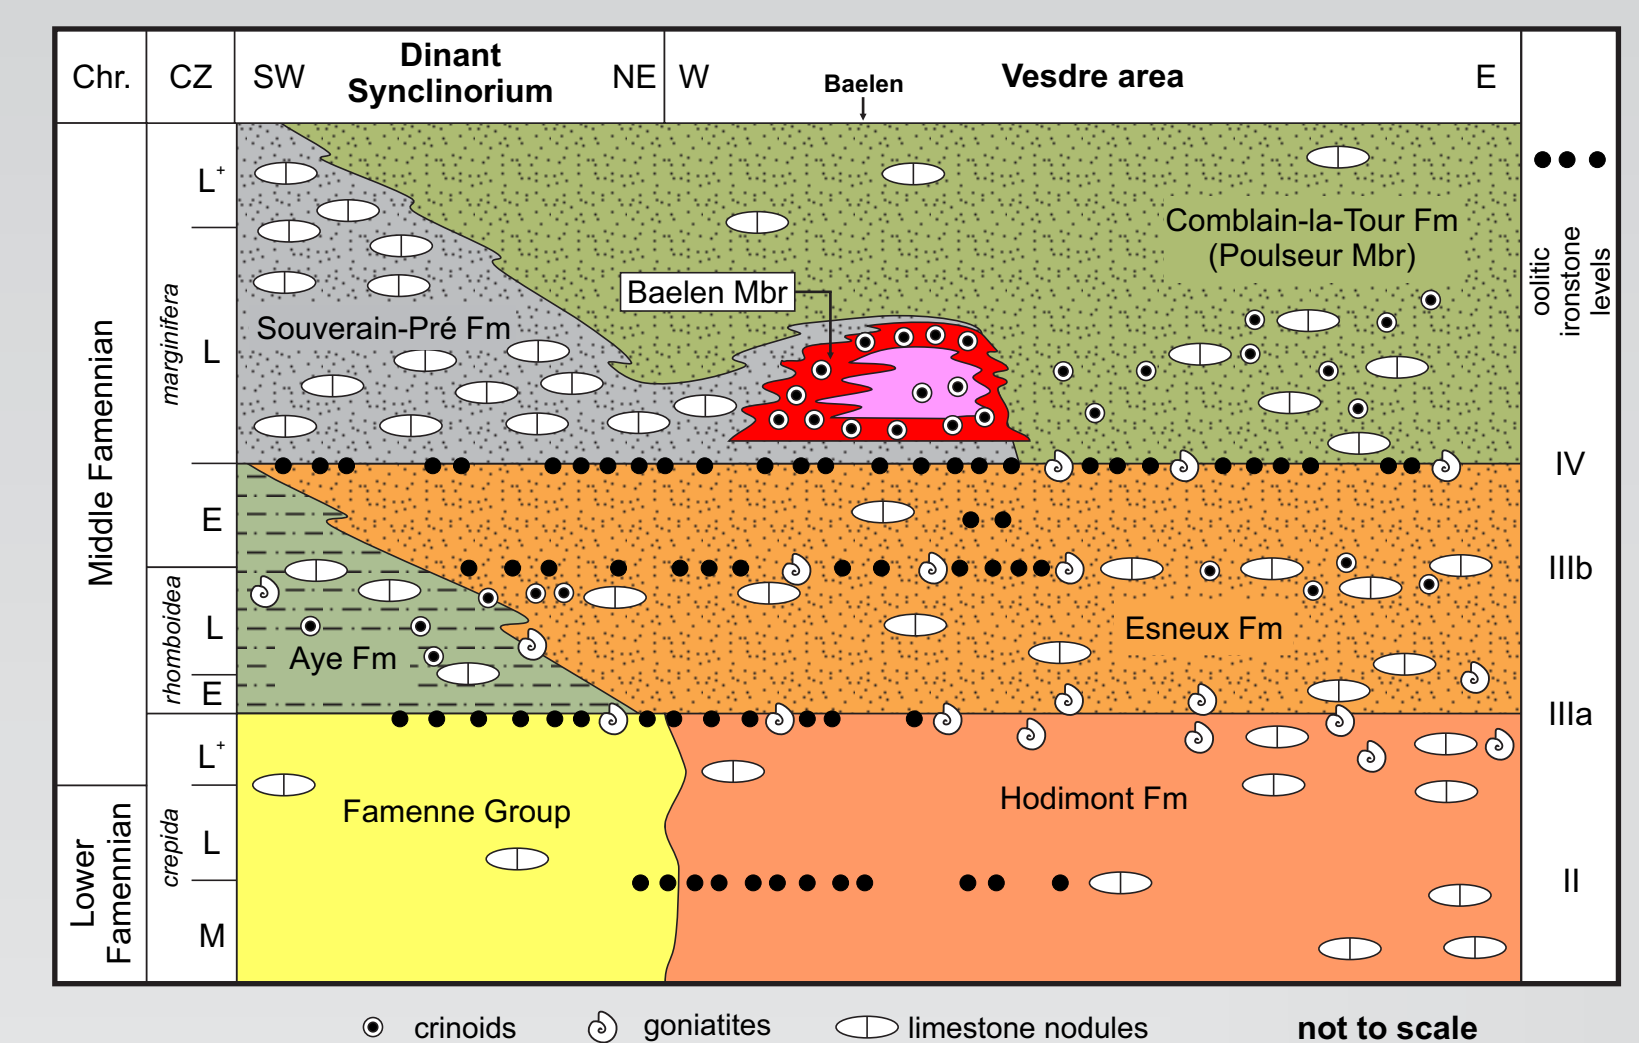 Chr.
CZ
SW
Dinant
Synclinorium
NE
W
Baelen
Vesdre area
E
Middle Famennian
Lower
Famennian
marginifera
rhomboidea
crepida
L+
L
E
L
E
L+
L
M
Souverain-Pré Fm
Baelen Mbr
Comblain-la-Tour Fm
(Poulseur Mbr)
Aye Fm
Esneux Fm
Famenne Group
Hodimont Fm
oolitic
ironstone
levels
IV
IIIb
IIIa
II
crinoids
goniatites
limestone nodules
not to scale